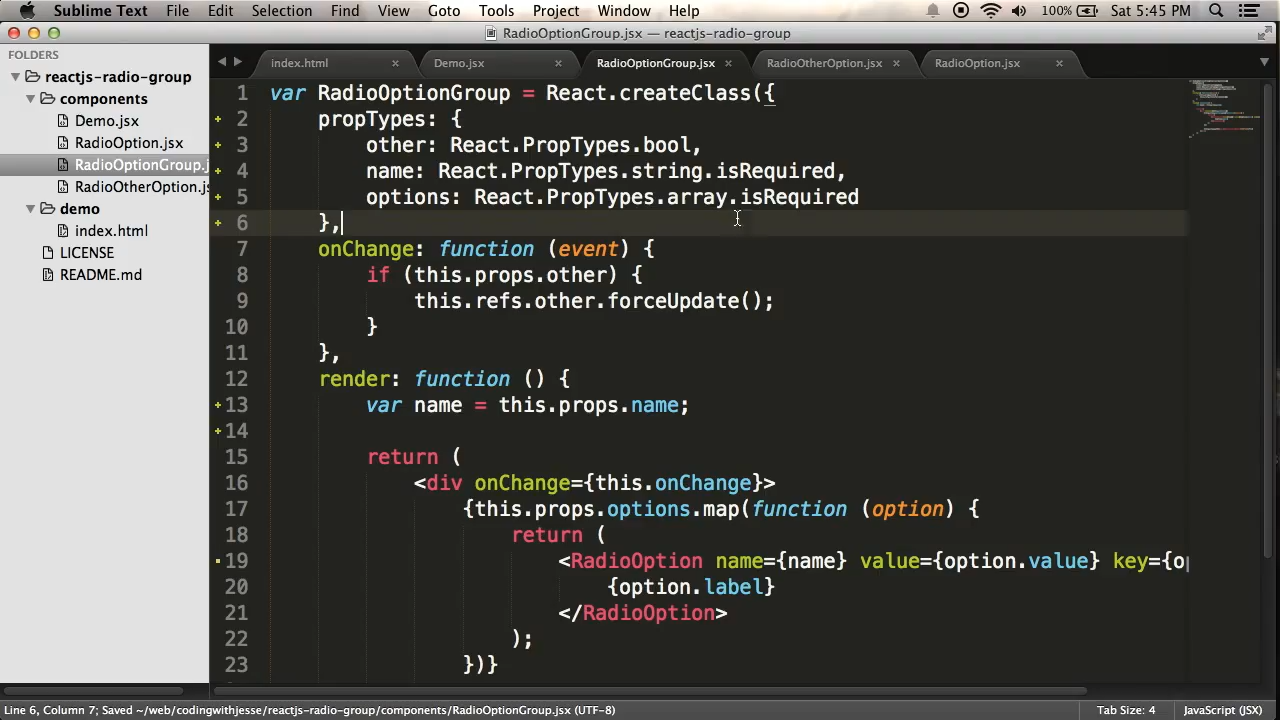 Sublime Text File Edit Selection Find View Goto Tools Project Window Help 100% Sat 5:45 PM
RadioOptionGroup.jsx — reactjs-radio-group
FOLDERS
reactjs-radio-group
components
Demo.jsx
RadioOption.jsx
RadioOptionGroup.j
RadioOtherOption.js
demo
index.html
LICENSE
README.md
index.html × Demo.jsx × RadioOptionGroup.jsx × RadioOtherOption.jsx × RadioOption.jsx ×
1 var RadioOptionGroup = React.createClass({
2 propTypes: {
3 other: React.PropTypes.bool,
4 name: React.PropTypes.string.isRequired,
5 options: React.PropTypes.array.isRequired
6 },
7 onChange: function (event) {
8 if (this.props.other) {
9 this.refs.other.forceUpdate();
10 }
11 },
12 render: function () {
13 var name = this.props.name;
14
15 return (
16 <div onChange={this.onChange}>
17 {this.props.options.map(function (option) {
18 return (
19 <RadioOption name={name} value={option.value} key={op
20 {option.label}
21 </RadioOption>
22 );
23 })}
Line 6, Column 7; Saved ~/web/codingwithjesse/reactjs-radio-group/components/RadioOptionGroup.jsx (UTF-8) Tab Size: 4 JavaScript (JSX)